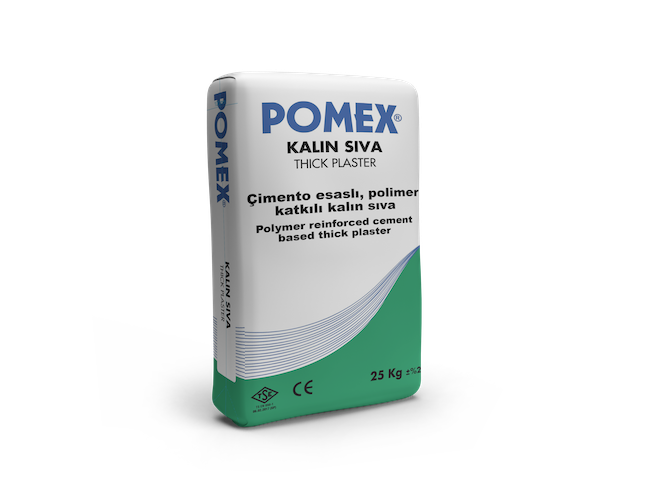 POMEX®
KALIN SIVA
THICK PLASTER
Çimento esaslı, polimer
katkılı kalın sıva
Polymer reinforced cement
based thick plaster
25 Kg ±%2
TSE
CE
POMEX
KALIN SIVA
THICK PLASTER